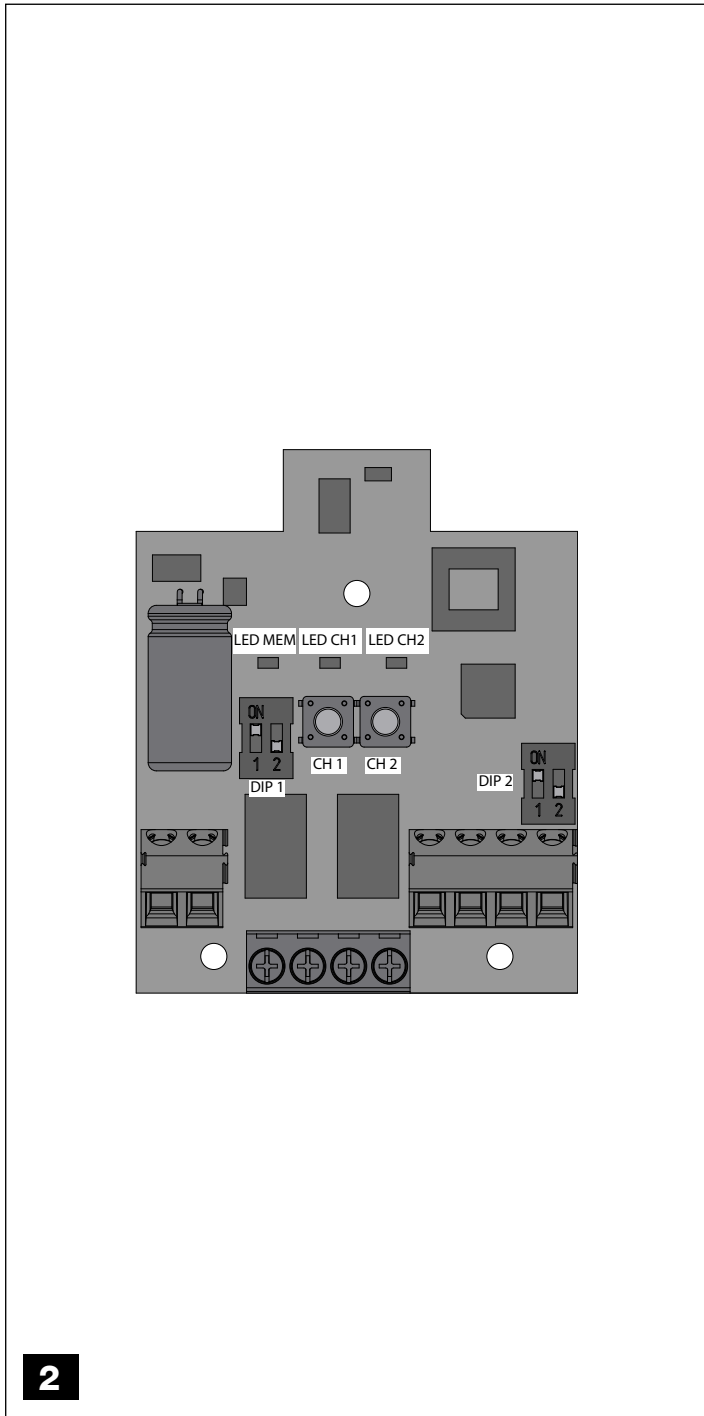 LED MEM LED CH1 LED CH2
ON
1 2
CH 1 CH 2
DIP 1
ON
DIP 2
1 2
2